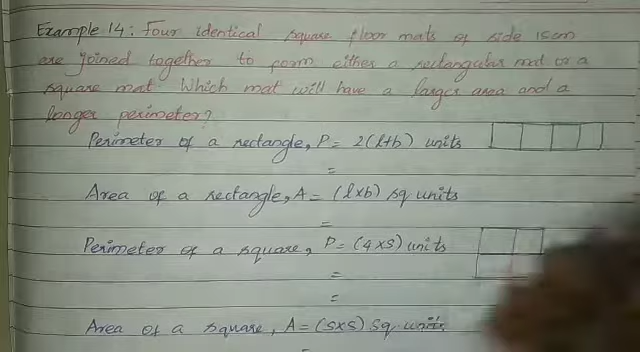 Example 14: Four identical square floor mats of side 15cm
are joined together to form either a rectangular mat or a
square mat. Which mat will have a larger area and a
longer perimeter?
Perimeter of a rectangle, P = 2(l+b) units
=
Area of a rectangle, A = (l×b) sq units
=
Perimeter of a square, P = (4×s) units
=
=
Area of a square, A = (s×s) sq units
=